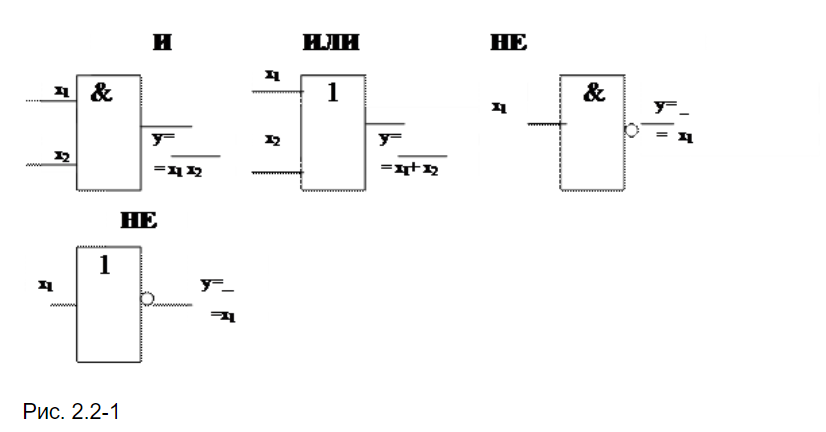 И ИЛИ НЕ
x₁ & y= =x₁ x₂
x₂
x₁ 1 y= =x₁+x₂
x₂
x₁ & y=_ = x₁
НЕ
x₁ 1 y=_ =x₁
Рис. 2.2-1